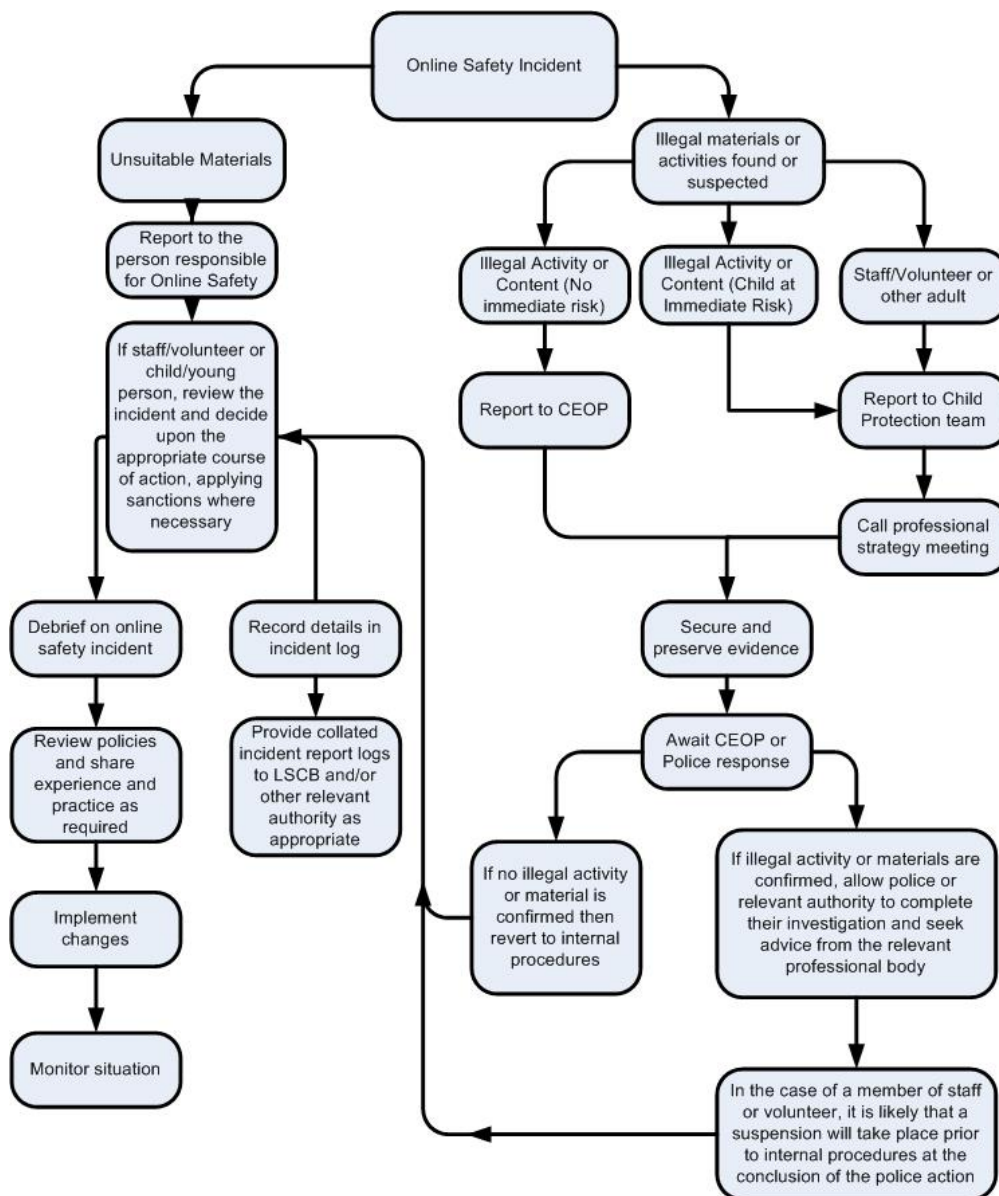 Online Safety Incident
Unsuitable Materials
Report to the
person responsible
for Online Safety
If staff/volunteer or
child/young
person, review the
incident and decide
upon the
appropriate course
of action, applying
sanctions where
necessary
Debrief on online
safety incident
Review policies
and share
experience and
practice as
required
Implement
changes
Monitor situation
Record details in
incident log
Provide collated
incident report logs
to LSCB and/or
other relevant
authority as
appropriate
Illegal materials or
activities found or
suspected
Illegal Activity or
Content (No
immediate risk)
Illegal Activity or
Content (Child at
Immediate Risk)
Staff/Volunteer or
other adult
Report to CEOP
Report to Child
Protection team
Call professional
strategy meeting
Secure and
preserve evidence
Await CEOP or
Police response
If no illegal activity
or material is
confirmed then
revert to internal
procedures
If illegal activity or materials are
confirmed, allow police or
relevant authority to complete
their investigation and seek
advice from the relevant
professional body
In the case of a member of staff
or volunteer, it is likely that a
suspension will take place prior
to internal procedures at the
conclusion of the police action